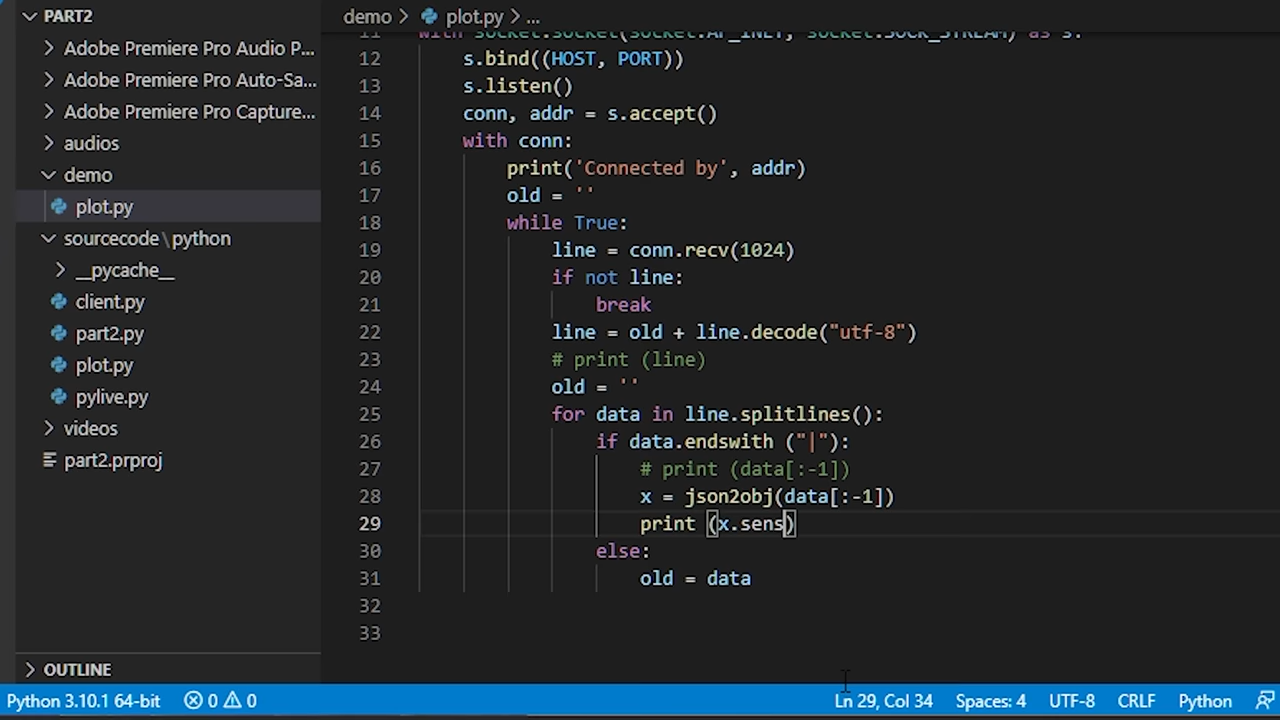 PART2
Adobe Premiere Pro Audio P...
Adobe Premiere Pro Auto-Sa...
Adobe Premiere Pro Capture...
audios
demo
plot.py
sourcecode\python
__pycache__
client.py
part2.py
plot.py
pylive.py
videos
part2.prproj
OUTLINE
demo > plot.py > ...
11 with socket.socket(socket.AF_INET, socket.SOCK_STREAM) as s:
12 s.bind((HOST, PORT))
13 s.listen()
14 conn, addr = s.accept()
15 with conn:
16 print('Connected by', addr)
17 old = ''
18 while True:
19 line = conn.recv(1024)
20 if not line:
21 break
22 line = old + line.decode("utf-8")
23 # print (line)
24 old = ''
25 for data in line.splitlines():
26 if data.endswith ("|"):
27 # print (data[:-1])
28 x = json2obj(data[:-1])
29 print (x.sens)
30 else:
31 old = data
32
33
Python 3.10.1 64-bit 0 0 Ln 29, Col 34 Spaces: 4 UTF-8 CRLF Python